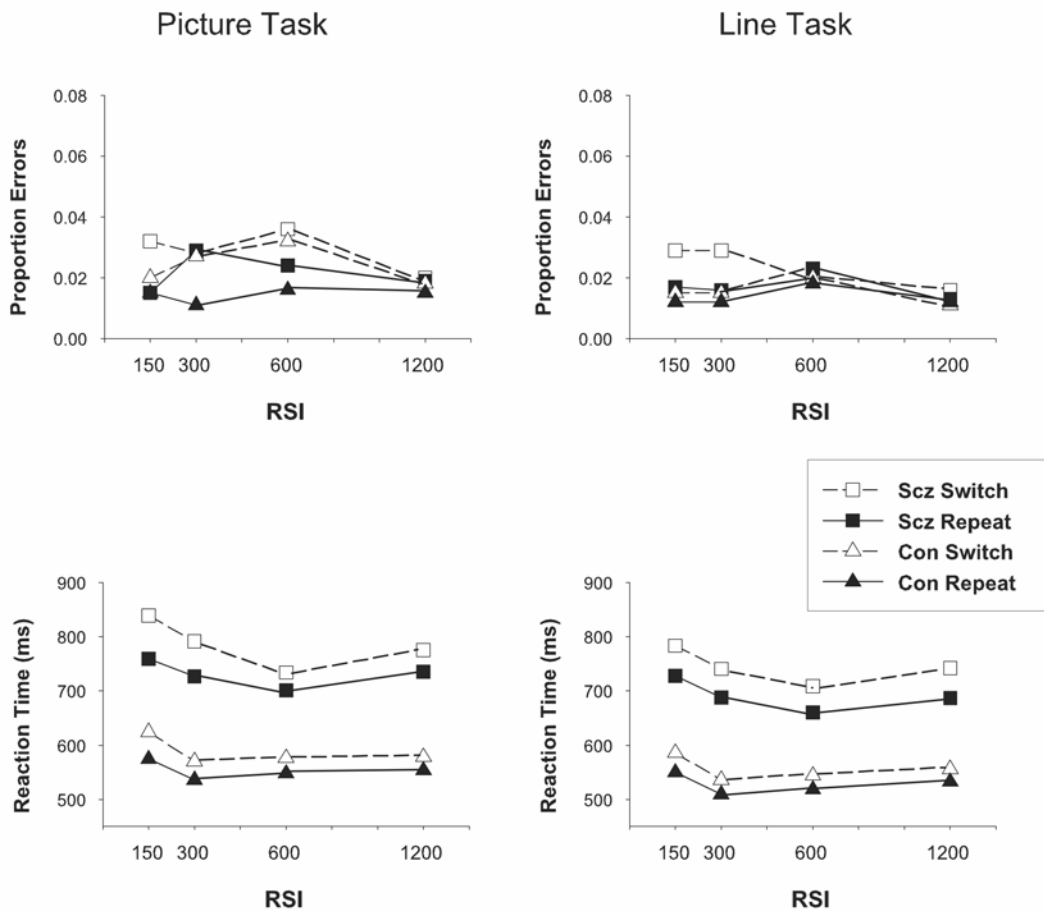 Picture Task
Line Task
0.08
0.06
0.04
0.02
0.00
Proportion Errors
150 300 600 1200
RSI
0.08
0.06
0.04
0.02
0.00
Proportion Errors
150 300 600 1200
RSI
Scz Switch
Scz Repeat
Con Switch
Con Repeat
900
800
700
600
500
Reaction Time (ms)
150 300 600 1200
RSI
900
800
700
600
500
Reaction Time (ms)
150 300 600 1200
RSI